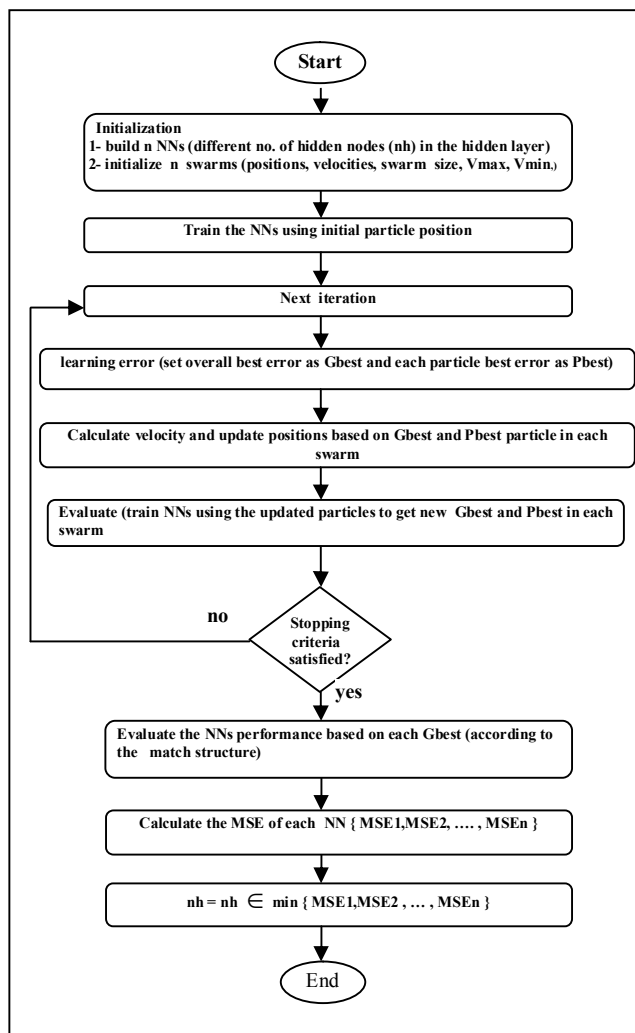 Start
Initialization
1- build n NNs (different no. of hidden nodes (nh) in the hidden layer)
2- initialize n swarms (positions, velocities, swarm size, Vmax, Vmin,)
Train the NNs using initial particle position
Next iteration
learning error (set overall best error as Gbest and each particle best error as Pbest)
Calculate velocity and update positions based on Gbest and Pbest particle in each
swarm
Evaluate (train NNs using the updated particles to get new Gbest and Pbest in each
swarm
no
Stopping
criteria
satisfied?
yes
Evaluate the NNs performance based on each Gbest (according to
the match structure)
Calculate the MSE of each NN { MSE1,MSE2, .... , MSEn }
nh = nh ∈ min { MSE1,MSE2 , ... , MSEn }
End